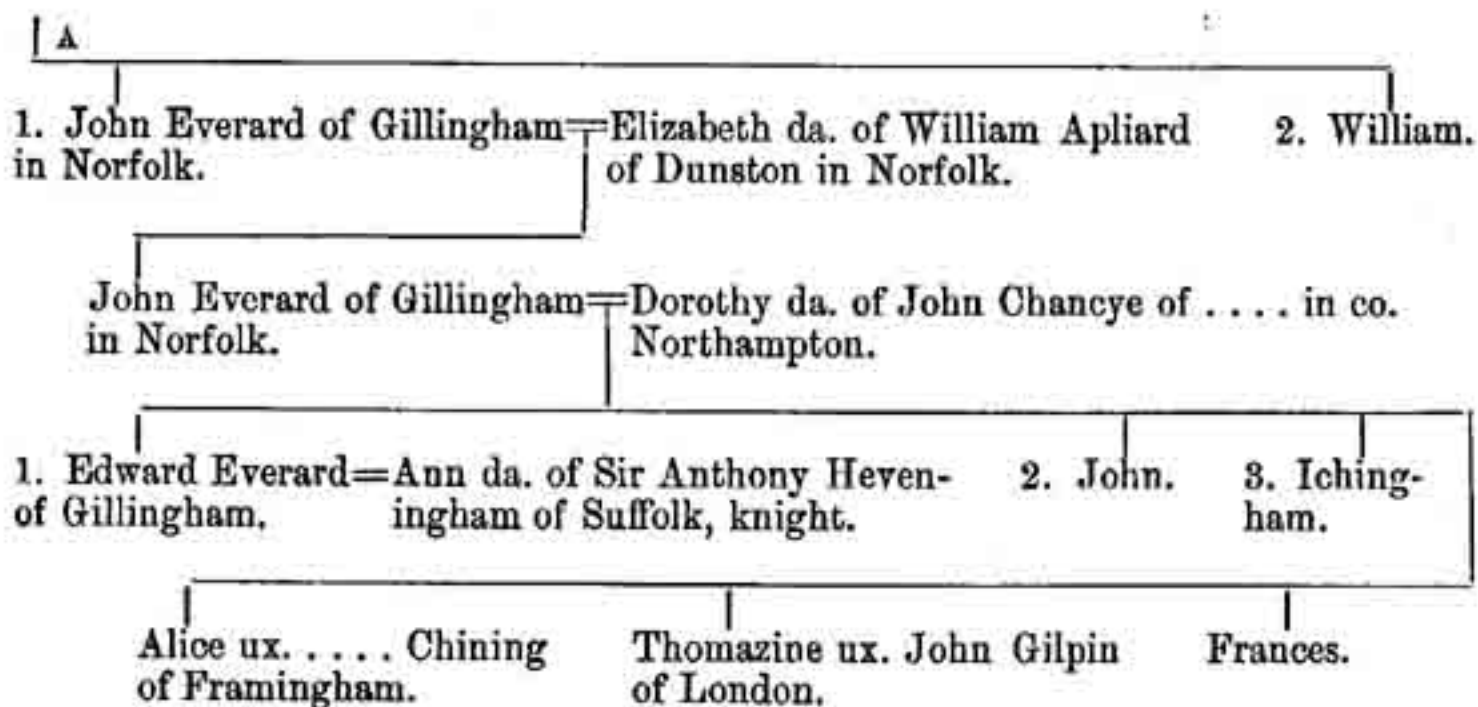 A
1. John Everard of Gillingham=Elizabeth da. of William Apliard 2. William.
in Norfolk. of Dunston in Norfolk.
John Everard of Gillingham=Dorothy da. of John Chancye of . . . . in co.
in Norfolk. Northampton.
1. Edward Everard=Ann da. of Sir Anthony Heven- 2. John. 3. Iching-
of Gillingham. ingham of Suffolk, knight. ham.
Alice ux. . . . . Chining Thomazine ux. John Gilpin Frances.
of Framingham. of London.